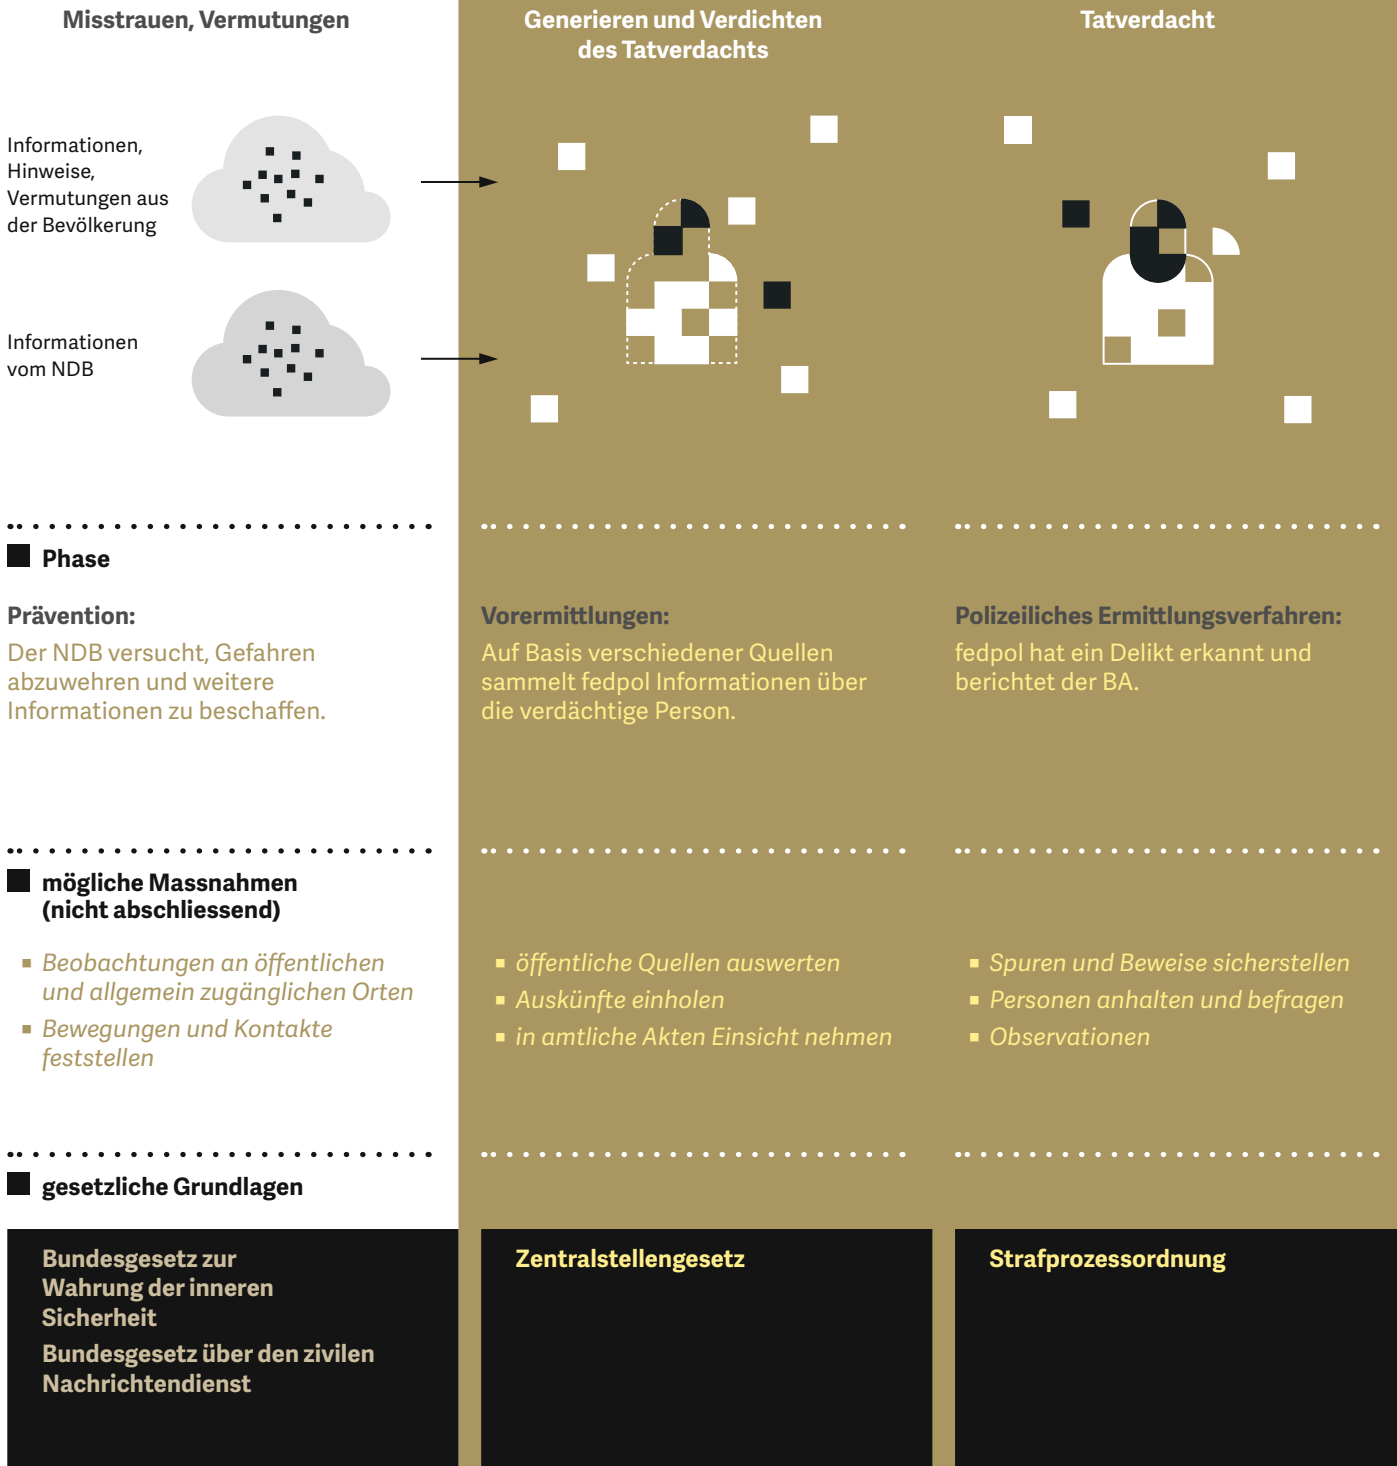 Misstrauen, Vermutungen
Generieren und Verdichten
des Tatverdachts
Tatverdacht
Informationen,
Hinweise,
Vermutungen aus
der Bevölkerung
Informationen
vom NDB
Phase
Prävention:
Der NDB versucht, Gefahren
abzuwehren und weitere
Informationen zu beschaffen.
Vorermittlungen:
Auf Basis verschiedener Quellen
sammelt fedpol Informationen über
die verdächtige Person.
Polizeiliches Ermittlungsverfahren:
fedpol hat ein Delikt erkannt und
berichtet der BA.
mögliche Massnahmen
(nicht abschliessend)
Beobachtungen an öffentlichen
und allgemein zugänglichen Orten
Bewegungen und Kontakte
feststellen
öffentliche Quellen auswerten
Auskünfte einholen
in amtliche Akten Einsicht nehmen
Spuren und Beweise sicherstellen
Personen anhalten und befragen
Observationen
gesetzliche Grundlagen
Bundesgesetz zur
Wahrung der inneren
Sicherheit
Bundesgesetz über den zivilen
Nachrichtendienst
Zentralstellengesetz
Strafprozessordnung